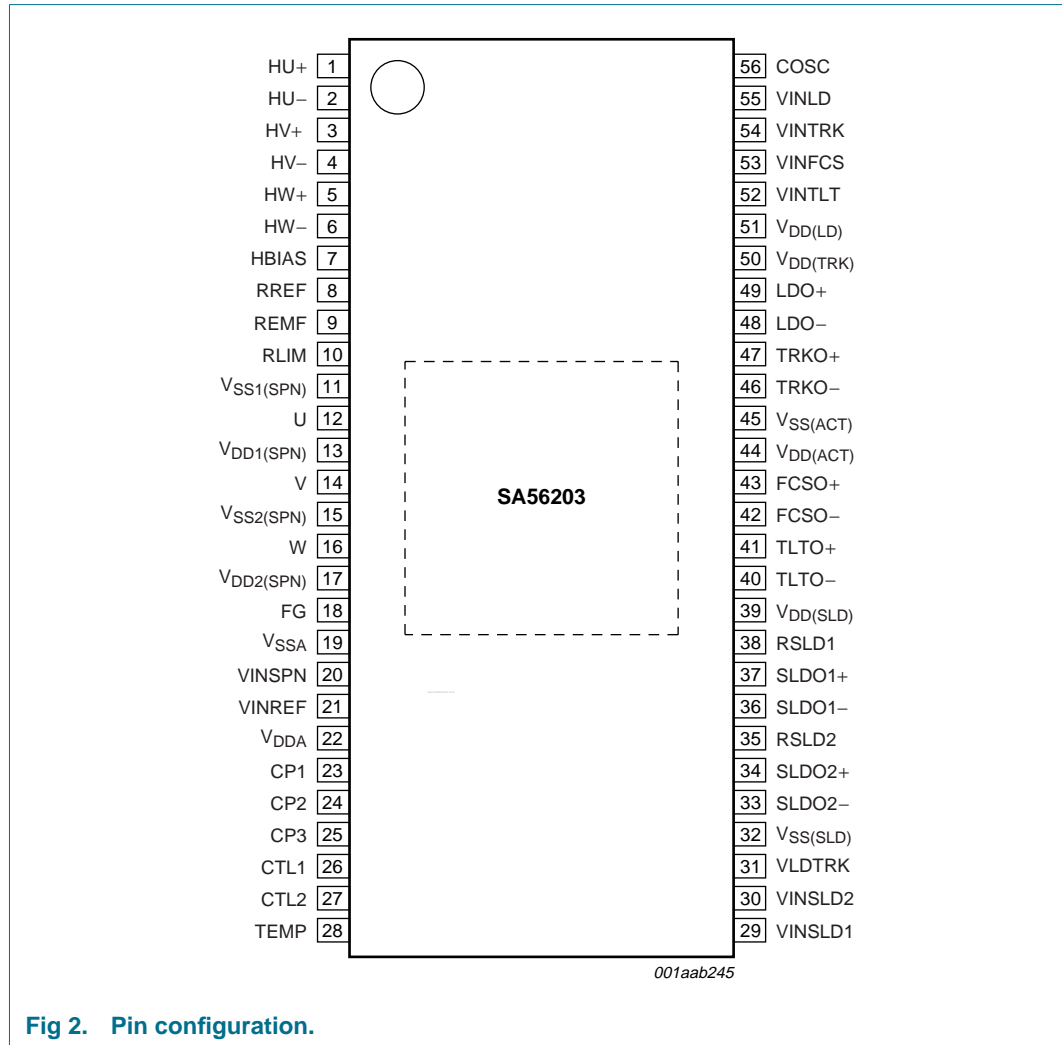 HU+ 1
HU− 2
HV+ 3
HV− 4
HW+ 5
HW− 6
HBIAS 7
RREF 8
REMF 9
RLIM 10
VSS1(SPN) 11
U 12
VDD1(SPN) 13
V 14
VSS2(SPN) 15
W 16
VDD2(SPN) 17
FG 18
VSSA 19
VINSPN 20
VINREF 21
VDDA 22
CP1 23
CP2 24
CP3 25
CTL1 26
CTL2 27
TEMP 28
SA56203
56 COSC
55 VINLD
54 VINTRK
53 VINFCS
52 VINTLT
51 VDD(LD)
50 VDD(TRK)
49 LDO+
48 LDO−
47 TRKO+
46 TRKO−
45 VSS(ACT)
44 VDD(ACT)
43 FCSO+
42 FCSO−
41 TLTO+
40 TLTO−
39 VDD(SLD)
38 RSLD1
37 SLDO1+
36 SLDO1−
35 RSLD2
34 SLDO2+
33 SLDO2−
32 VSS(SLD)
31 VLDTRK
30 VINSLD2
29 VINSLD1
001aab245
Fig 2. Pin configuration.